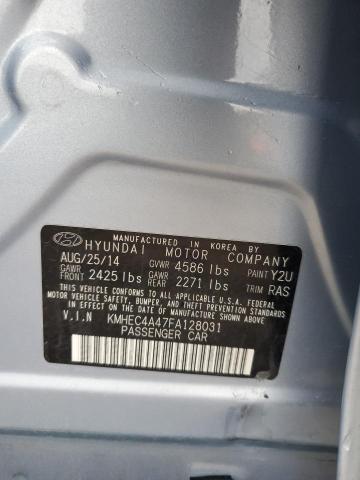 MANUFACTURED IN KOREA BY
HYUNDAI MOTOR COMPANY
AUG/25/14 GVWR 4586 lbs PAINT Y2U
GAWR FRONT 2425 lbs GAWR REAR 2271 lbs TRIM RAS
THIS VEHICLE CONFORMS TO ALL APPLICABLE U.S.A. FEDERAL
MOTOR VEHICLE SAFETY, BUMPER, AND THEFT PREVENTION
STANDARDS IN EFFECT ON THE DATE OF MANUFACTURE
SHOWN ABOVE.
V.I.N KMHEC4A47FA128031
PASSENGER CAR